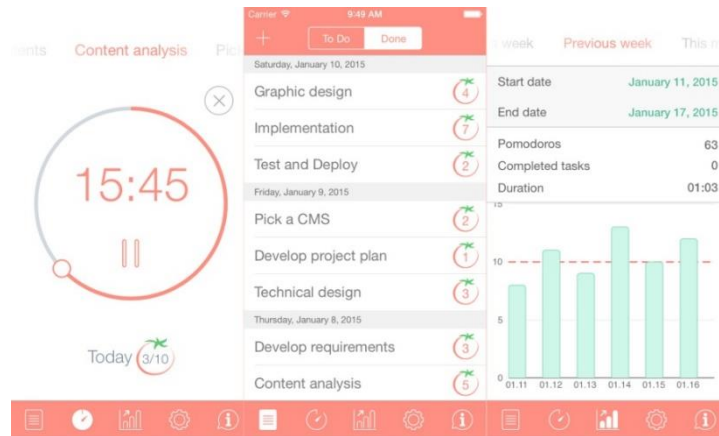 Content analysis
15:45
Today 3/10
Carrier 9:49 AM
To Do Done
Saturday, January 10, 2015
Graphic design 4
Implementation 7
Test and Deploy 2
Friday, January 9, 2015
Pick a CMS 2
Develop project plan 1
Technical design 3
Thursday, January 8, 2015
Develop requirements 3
Content analysis 5
week Previous week This
Start date January 11, 2015
End date January 17, 2015
Pomodoros 63
Completed tasks 0
Duration 01:03
15
10
5
0
01.11 01.12 01.13 01.14 01.15 01.16